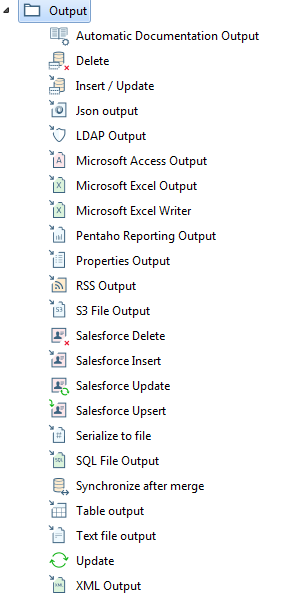 Output
Automatic Documentation Output
Delete
Insert / Update
Json output
LDAP Output
Microsoft Access Output
Microsoft Excel Output
Microsoft Excel Writer
Pentaho Reporting Output
Properties Output
RSS Output
S3 File Output
Salesforce Delete
Salesforce Insert
Salesforce Update
Salesforce Upsert
Serialize to file
SQL File Output
Synchronize after merge
Table output
Text file output
Update
XML Output